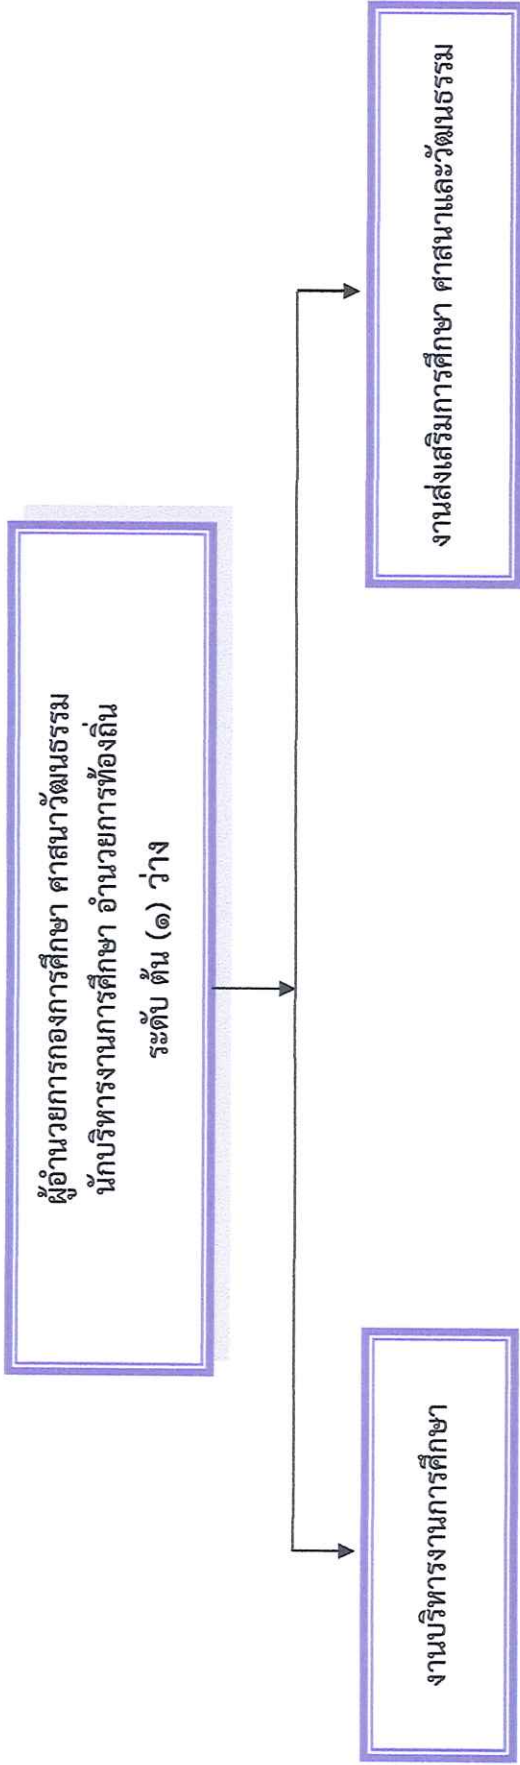 ผู้อำนวยการกองการศึกษา ศาสนาวัฒนธรรม
นักบริหารงานการศึกษา อำนวยการท้องถิ่น
ระดับ ต้น (๑) ว่าง
งานบริหารงานการศึกษา
งานส่งเสริมการศึกษา ศาสนาและวัฒนธรรม